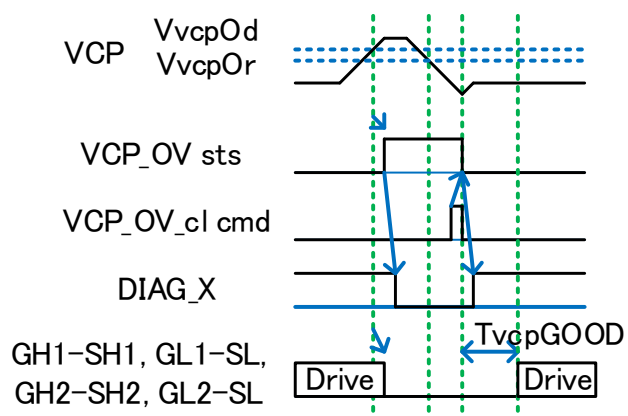 VvcpOd
VCP
VvcpOr
VCP_OV sts
VCP_OV_cl cmd
DIAG_X
TvcpGOOD
GH1-SH1, GL1-SL,
Drive Drive
GH2-SH2, GL2-SL